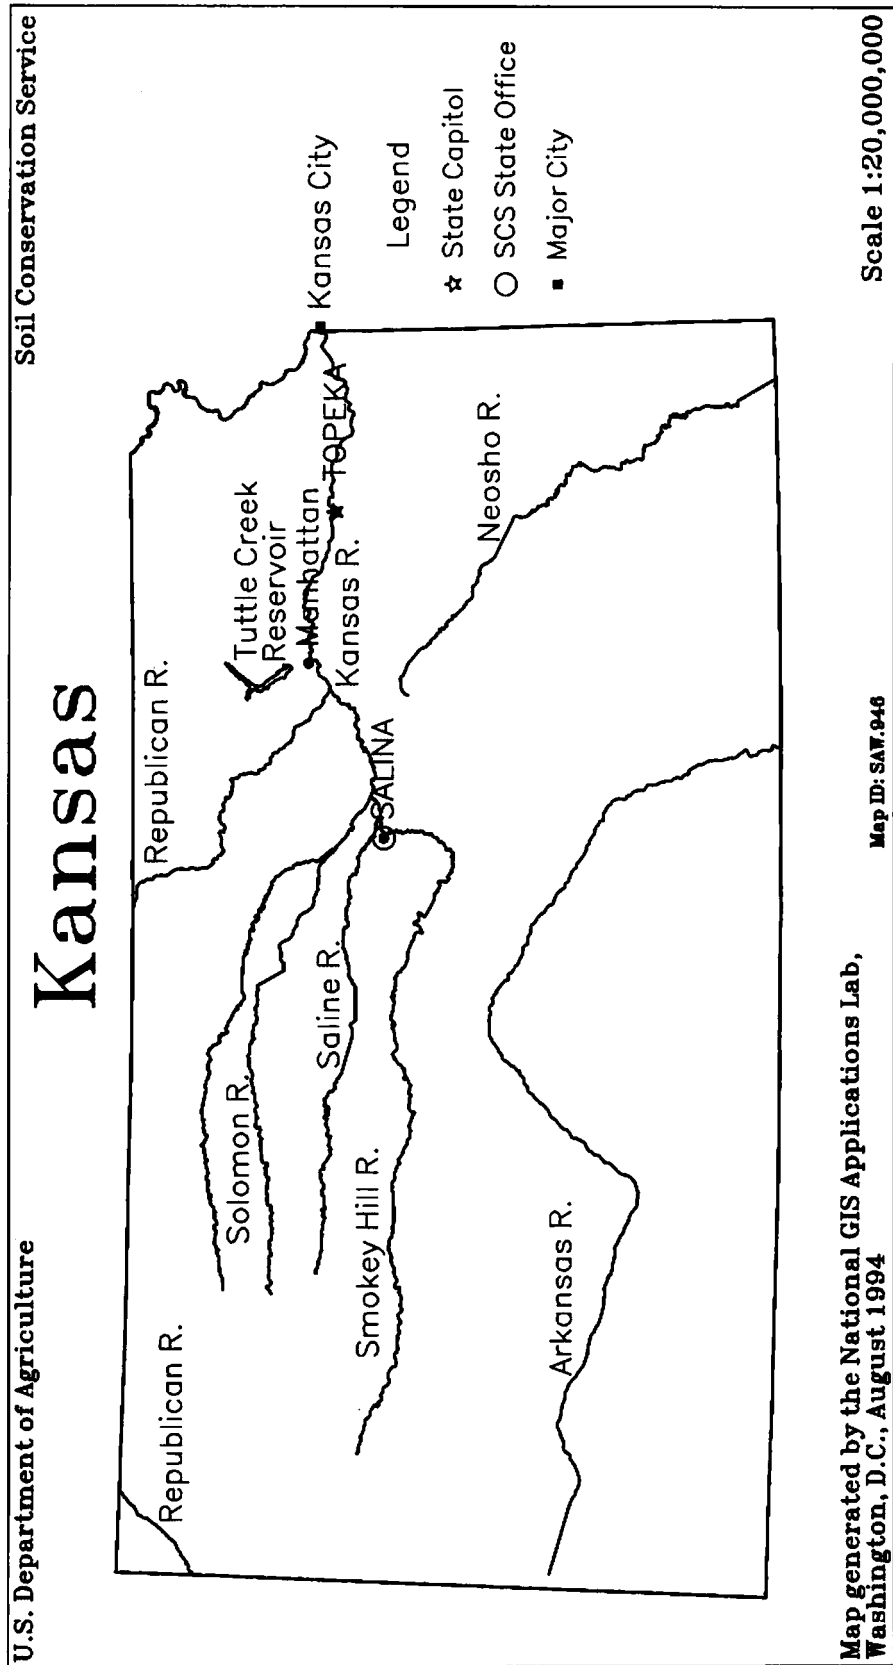 U.S. Department of Agriculture
Soil Conservation Service
Kansas
Republican R.
Republican R.
Tuttle Creek
Reservoir
Manhattan
Kansas City
TOPEKA
Kansas R.
Solomon R.
Saline R.
SALINA
Smokey Hill R.
Neosho R.
Arkansas R.
Legend
State Capitol
SCS State Office
Major City
Map generated by the National GIS Applications Lab,
Washington, D.C., August 1994
Map ID: SAW.946
Scale 1:20,000,000